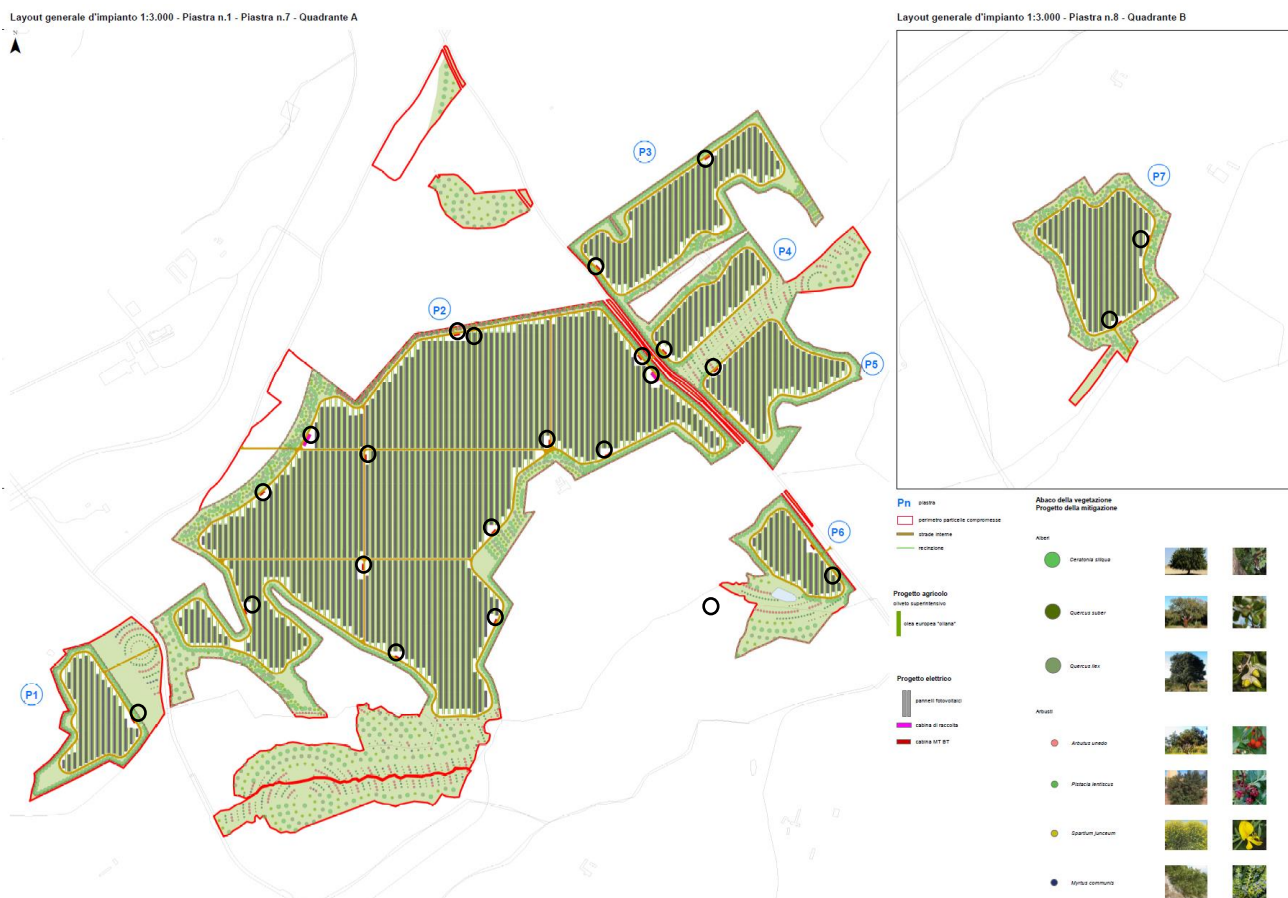 Layout generale d'impianto 1:3.000 - Piastra n.1 - Piastra n.7 - Quadrante A
Layout generale d'impianto 1:3.000 - Piastra n.8 - Quadrante B
N
P3
P4
P2
P5
P6
P1
P7
Pn piastra
perimetro particelle compromesse
strade interne
recinzione
Progetto agricolo
oliveto superintensivo
olea europea "oliana"
Progetto elettrico
pannelli fotovoltaici
cabina di raccolta
cabina MT BT
Abaco della vegetazione
Progetto della mitigazione
Alberi
Ceratonia siliqua
Quercus suber
Quercus ilex
Arbusti
Arbutus unedo
Pistacia lentiscus
Spartium junceum
Myrtus communis